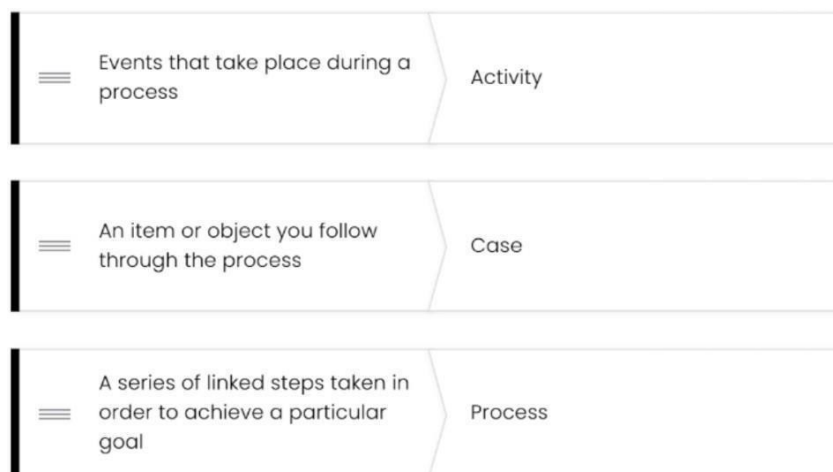 Events that take place during a
process
Activity
An item or object you follow
through the process
Case
A series of linked steps taken in
order to achieve a particular
goal
Process